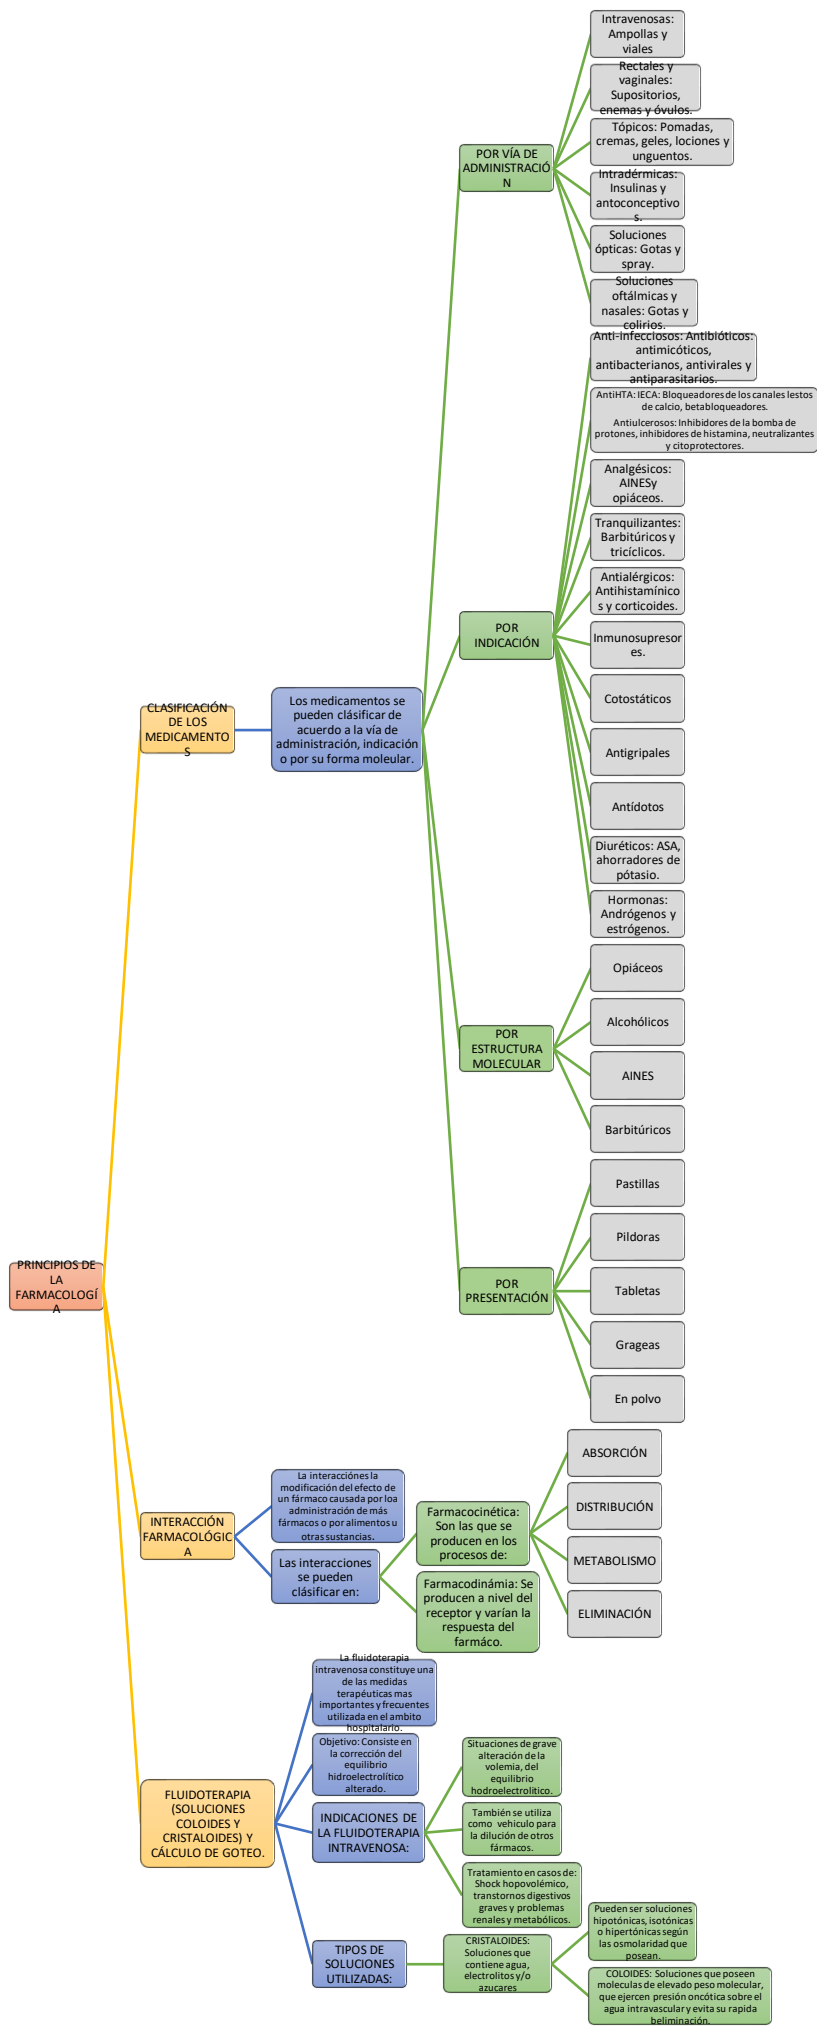 PRINCIPIOS DE
LA
FARMACOLOGÍ
A
CLASIFICACIÓN
DE LOS
MEDICAMENTO
S
Los medicamentos se
pueden clásificar de
acuerdo a la vía de
administración, indicación
o por su forma moleular.
POR VÍA DE
ADMINISTRACIÓ
N
Intravenosas:
Ampollas y
viales
Rectales y
vaginales:
Supositorios,
enemas y óvulos.
Tópicos: Pomadas,
cremas, geles, lociones y
unguentos.
Intradérmicas:
Insulinas y
antoconceptivo
s.
Soluciones
ópticas: Gotas y
spray.
Soluciones
oftálmicas y
nasales: Gotas y
colirios.
POR
INDICACIÓN
Anti-infecciosos: Antibióticos:
antimicóticos,
antibacterianos, antivirales y
antiparasitarios.
AntiHTA: IECA: Bloqueadores de los canales lestos
de calcio, betabloqueadores.
Antiulcerosos: Inhibidores de la bomba de
protones, inhibidores de histamina, neutralizantes
y citoprotectores.
Analgésicos:
AINESy
opiáceos.
Tranquilizantes:
Barbitúricos y
tricíclicos.
Antialérgicos:
Antihistamínico
s y corticoides.
Inmunosupresor
es.
Cotostáticos
Antigripales
Antídotos
Diuréticos: ASA,
ahorradores de
pótasio.
Hormonas:
Andrógenos y
estrógenos.
POR
ESTRUCTURA
MOLECULAR
Opiáceos
Alcohólicos
AINES
Barbitúricos
POR
PRESENTACIÓN
Pastillas
Pildoras
Tabletas
Grageas
En polvo
INTERACCIÓN
FARMACOLÓGIC
A
La interacciónes la
modificación del efecto de
un fármaco causada por loa
administración de más
fármacos o por alimentos u
otras sustancias.
Las interacciones
se pueden
clásificar en:
Farmacocinética:
Son las que se
producen en los
procesos de:
ABSORCIÓN
DISTRIBUCIÓN
METABOLISMO
ELIMINACIÓN
Farmacodinámia: Se
producen a nivel del
receptor y varían la
respuesta del
farmáco.
FLUIDOTERAPIA
(SOLUCIONES
COLOIDES Y
CRISTALOIDES) Y
CÁLCULO DE GOTEO.
La fluidoterapia
intravenosa constituye una
de las medidas
terapéuticas mas
importantes y frecuentes
utilizada en el ambito
hospitalario.
Objetivo: Consiste en
la corrección del
equilibrio
hidroelectrolítico
alterado.
INDICACIONES DE
LA FLUIDOTERAPIA
INTRAVENOSA:
Situaciones de grave
alteración de la
volemia, del
equilibrio
hodroelectrolitico.
También se utiliza
como vehiculo para
la dilución de otros
fármacos.
Tratamiento en casos de:
Shock hopovolémico,
transtornos digestivos
graves y problemas
renales y metabólicos.
TIPOS DE
SOLUCIONES
UTILIZADAS:
CRISTALOIDES:
Soluciones que
contiene agua,
electrolitos y/o
azucares
Pueden ser soluciones
hipotónicas, isotónicas
o hipertónicas según
las osmolaridad que
posean.
COLOIDES: Soluciones que poseen
moleculas de elevado peso molecular,
que ejercen presión oncótica sobre el
agua intravascular y evita su rapida
beliminación.